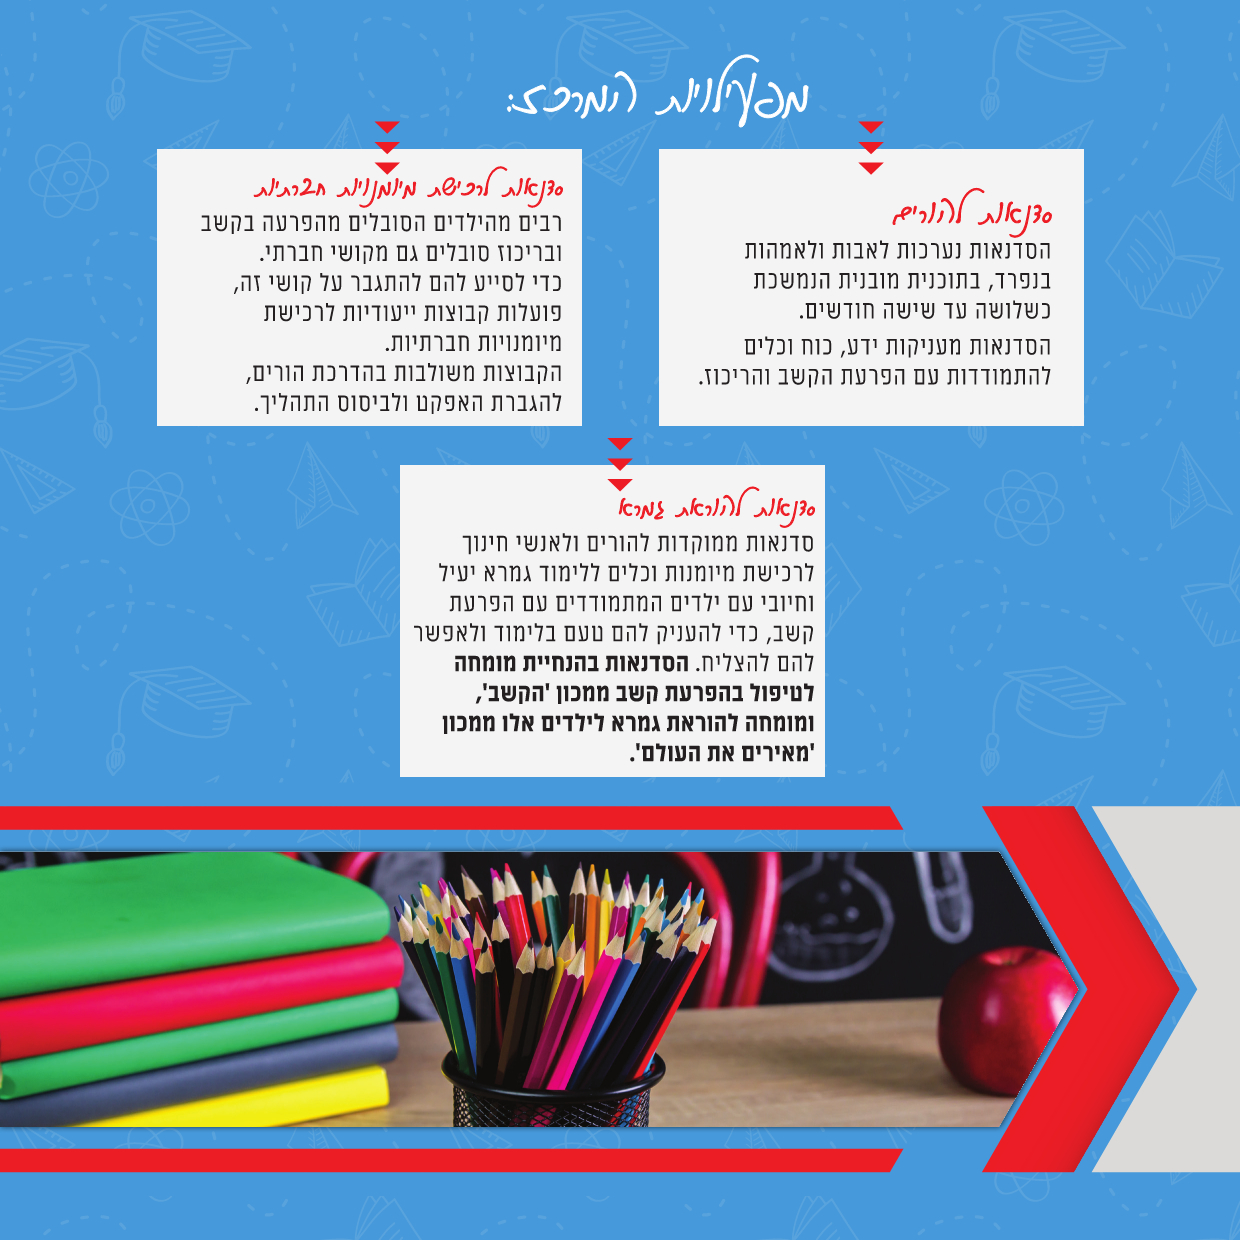 מפעילויות המרכז:
סדנאות להורים
הסדנאות נערכות לאבות ולאמהות
בנפרד, בתוכנית מובנית הנמשכת
כשלושה עד שישה חודשים.
הסדנאות מעניקות ידע, כוח וכלים
להתמודדות עם הפרעת הקשב והריכוז.
סדנאות לרכישת מיומנויות חברתיות
רבים מהילדים הסובלים מהפרעה בקשב
ובריכוז סובלים גם מקושי חברתי.
כדי לסייע להם להתגבר על קושי זה,
פועלות קבוצות ייעודיות לרכישת
מיומנויות חברתיות.
הקבוצות משולבות בהדרכת הורים,
להגברת האפקט ולביסוס התהליך.
סדנאות להוראת גמרא
סדנאות ממוקדות להורים ולאנשי חינוך
לרכישת מיומנות וכלים ללימוד גמרא יעיל
וחיובי עם ילדים המתמודדים עם הפרעת
קשב, כדי להעניק להם טעם בלימוד ולאפשר
להם להצליח. הסדנאות בהנחיית מומחה
לטיפול בהפרעת קשב ממכון 'הקשב',
ומומחה להוראת גמרא לילדים אלו ממכון
'מאירים את העולם'.